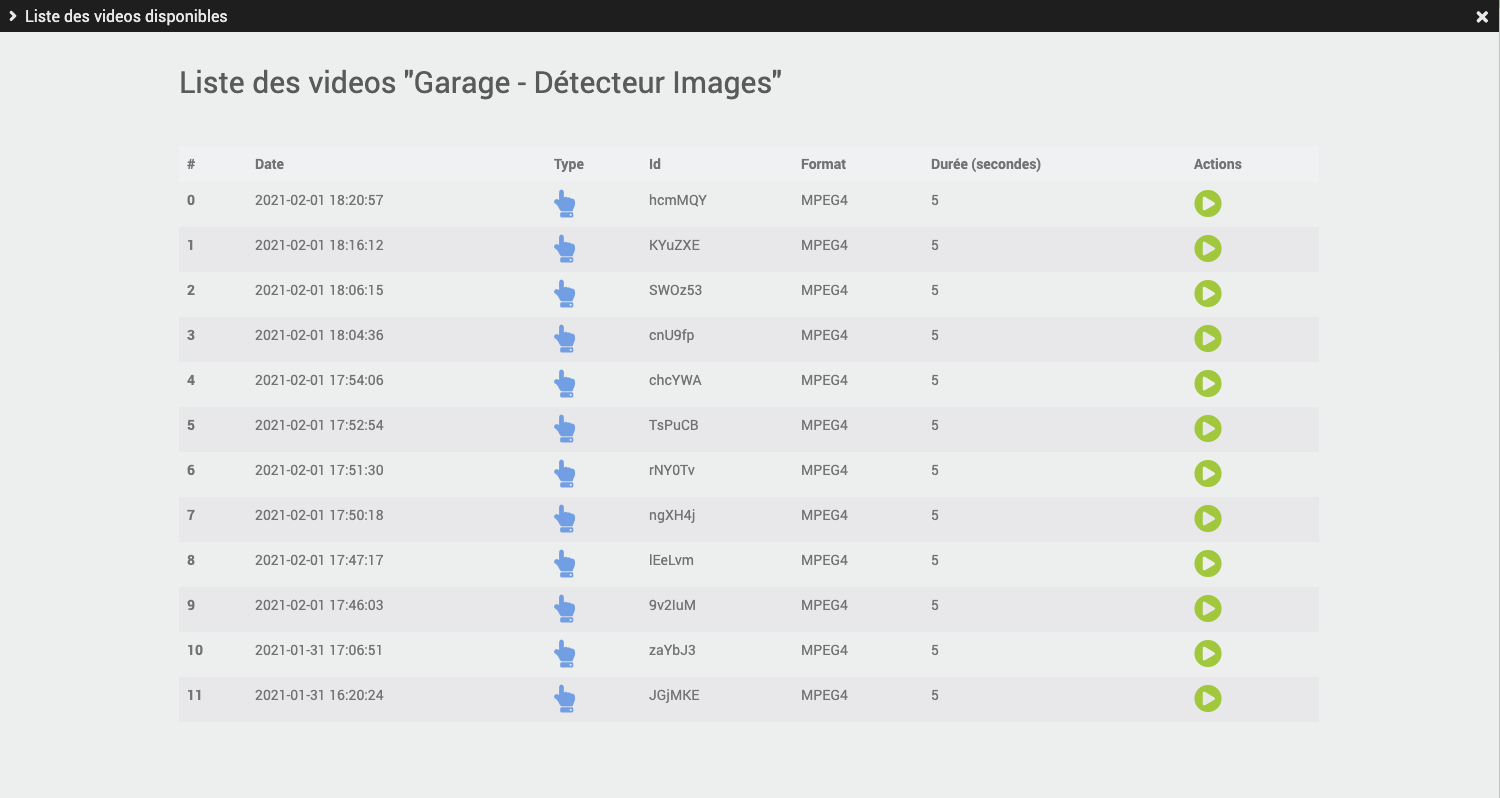 Liste des videos disponibles
Liste des videos "Garage - Détecteur Images"
# Date Type Id Format Durée (secondes) Actions
0 2021-02-01 18:20:57 hcmMQY MPEG4 5
1 2021-02-01 18:16:12 KYuZXE MPEG4 5
2 2021-02-01 18:06:15 SWOz53 MPEG4 5
3 2021-02-01 18:04:36 cnU9fp MPEG4 5
4 2021-02-01 17:54:06 chcYWA MPEG4 5
5 2021-02-01 17:52:54 TsPuCB MPEG4 5
6 2021-02-01 17:51:30 rNY0Tv MPEG4 5
7 2021-02-01 17:50:18 ngXH4j MPEG4 5
8 2021-02-01 17:47:17 lEeLvm MPEG4 5
9 2021-02-01 17:46:03 9v2IuM MPEG4 5
10 2021-01-31 17:06:51 zaYbJ3 MPEG4 5
11 2021-01-31 16:20:24 JGjMKE MPEG4 5